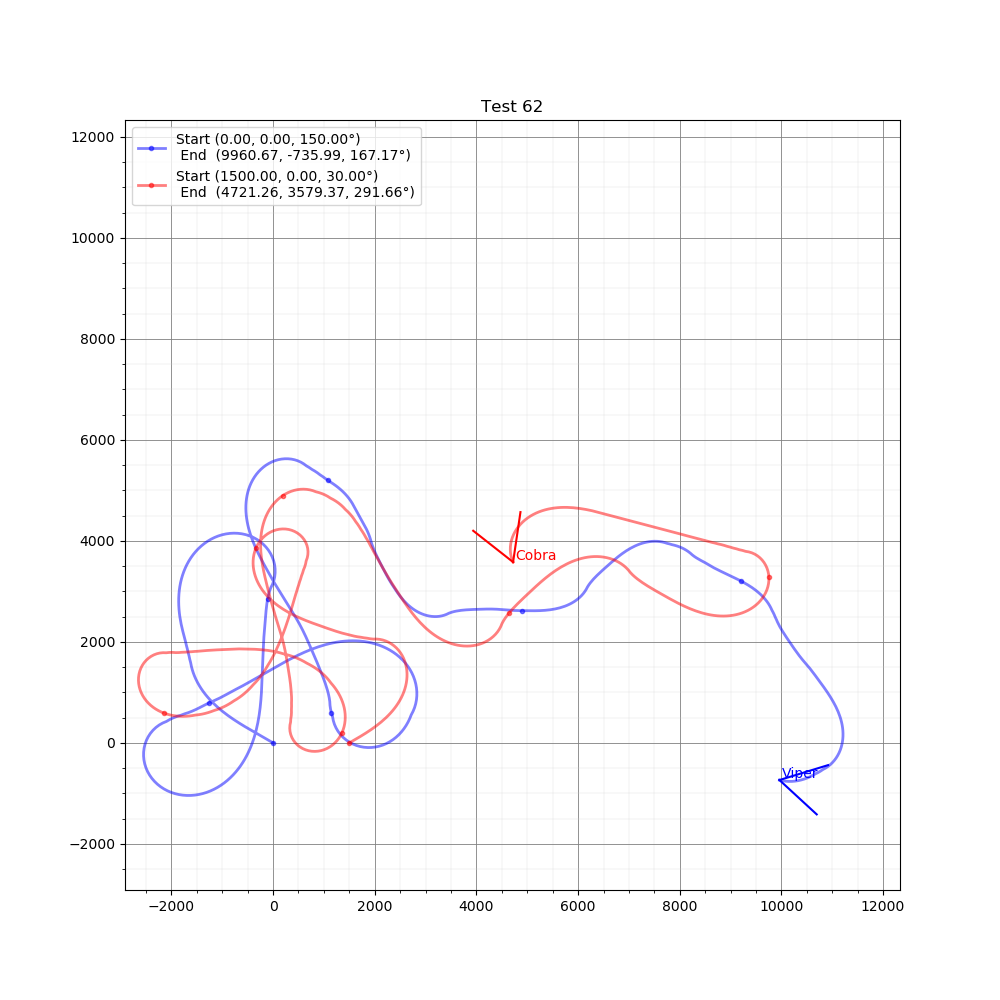 Test 62
Start (0.00, 0.00, 150.00°)
End  (9960.67, -735.99, 167.17°)
Start (1500.00, 0.00, 30.00°)
End  (4721.26, 3579.37, 291.66°)
12000
10000
8000
6000
4000
2000
0
−2000
Cobra
Viper
−2000 0 2000 4000 6000 8000 10000 12000